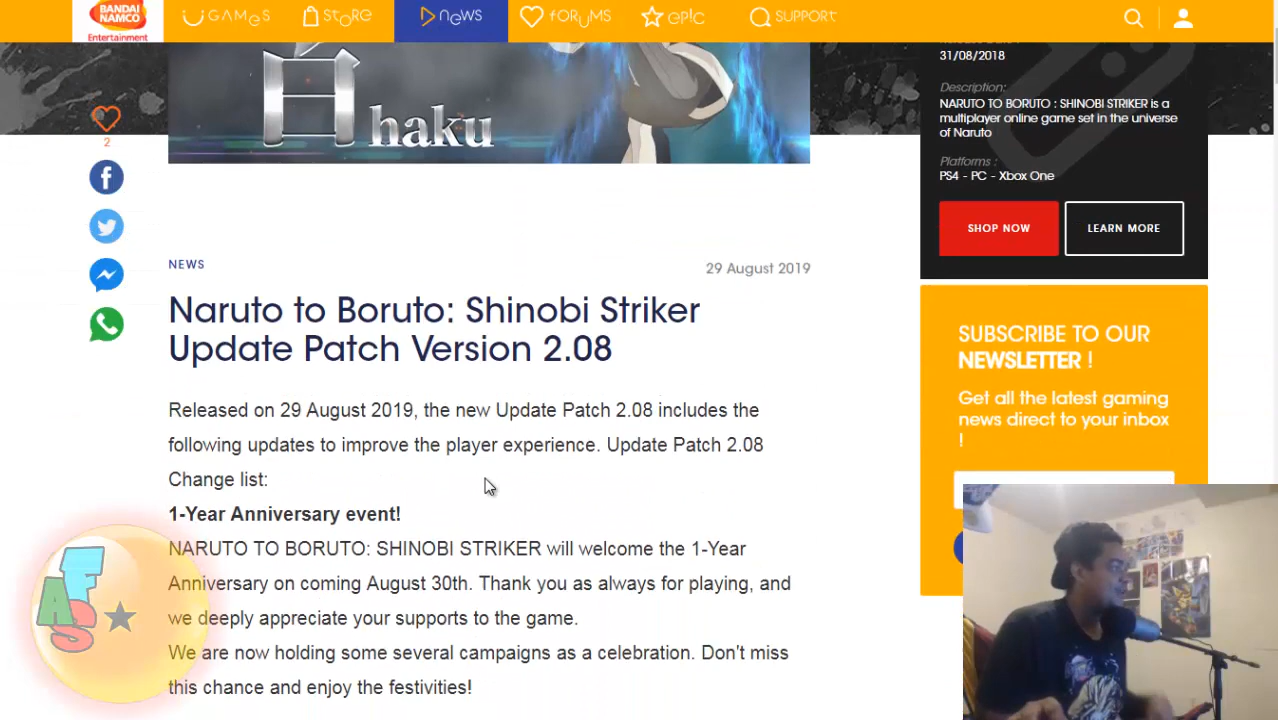 BANDAI
NAMCO
Entertainment
GAMES
STORE
NEWS
FORUMS
EPIC
SUPPORT
haku
31/08/2018
Description:
NARUTO TO BORUTO : SHINOBI STRIKER is a
multiplayer online game set in the universe
of Naruto
Platforms :
PS4 - PC - Xbox One
SHOP NOW
LEARN MORE
2
NEWS
29 August 2019
Naruto to Boruto: Shinobi Striker
Update Patch Version 2.08
Released on 29 August 2019, the new Update Patch 2.08 includes the
following updates to improve the player experience. Update Patch 2.08
Change list:
1-Year Anniversary event!
NARUTO TO BORUTO: SHINOBI STRIKER will welcome the 1-Year
Anniversary on coming August 30th. Thank you as always for playing, and
we deeply appreciate your supports to the game.
We are now holding some several campaigns as a celebration. Don't miss
this chance and enjoy the festivities!
SUBSCRIBE TO OUR
NEWSLETTER !
Get all the latest gaming
news direct to your inbox
!
AFS